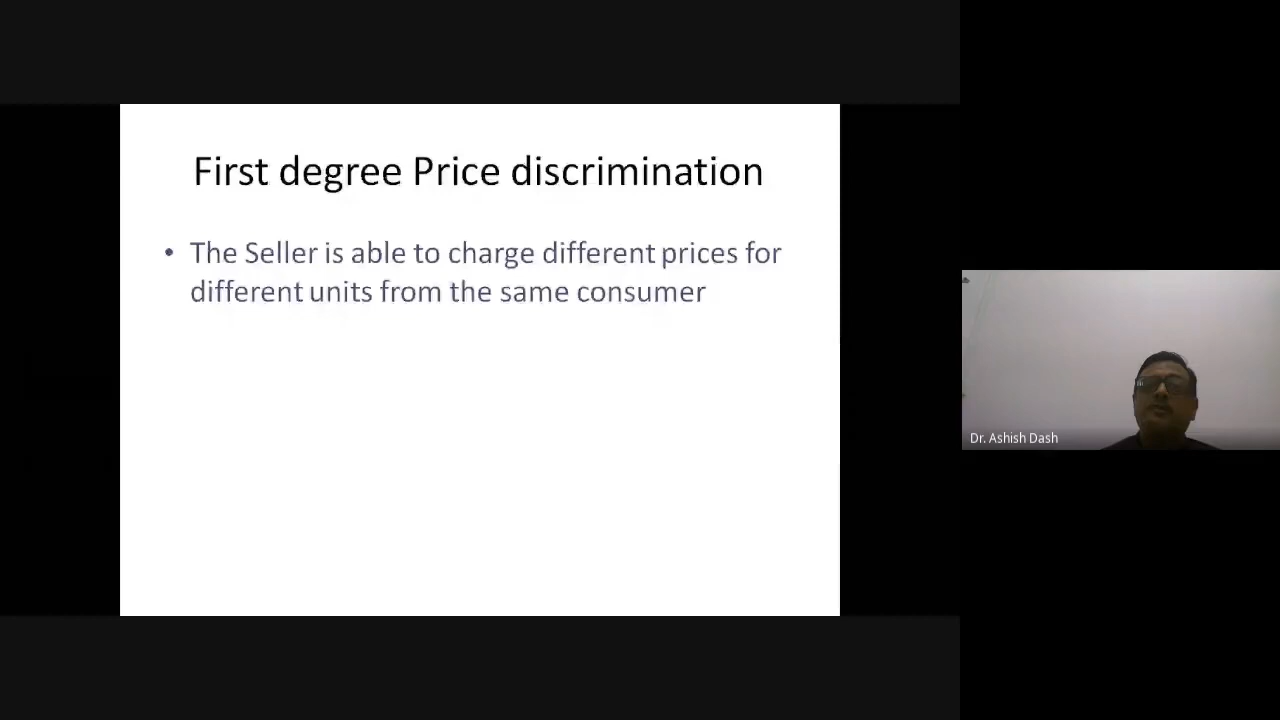 First degree Price discrimination
• The Seller is able to charge different prices for
different units from the same consumer
Dr. Ashish Dash